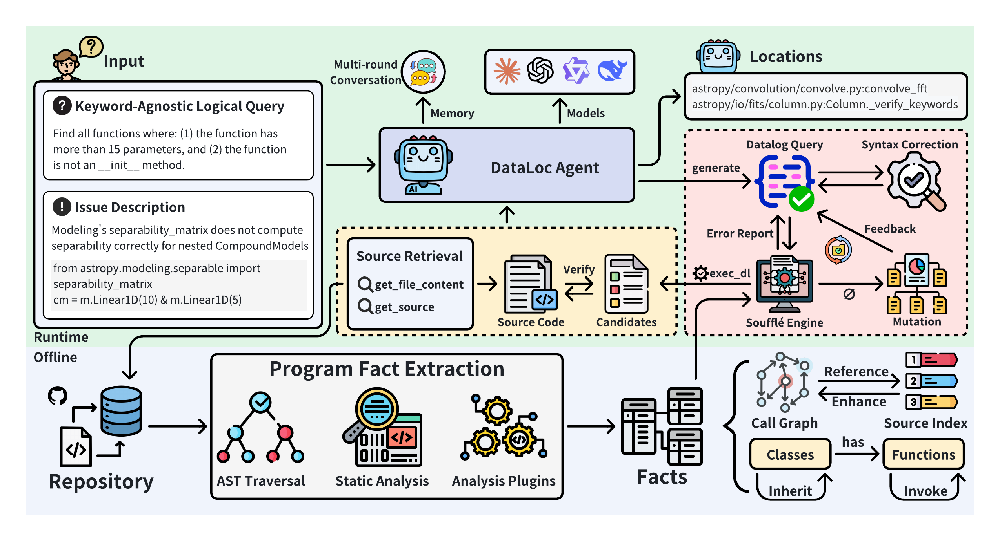 Input
Keyword-Agnostic Logical Query
Find all functions where: (1) the function has
more than 15 parameters, and (2) the function
is not an __init__ method.
Issue Description
Modeling's separability_matrix does not compute
separability correctly for nested CompoundModels
from astropy.modeling.separable import
separability_matrix
cm = m.Linear1D(10) & m.Linear1D(5)
Runtime
Multi-round
Conversation
Memory
Models
AI
DataLoc Agent
Locations
astropy/convolution/convolve.py:convolve_fft
astropy/io/fits/column.py:Column._verify_keywords
Datalog Query
Syntax Correction
generate
Error Report
Feedback
exec_dl
∅
Soufflé Engine
Mutation
Source Retrieval
get_file_content
get_source
Verify
Source Code
Candidates
Offline
Repository
Program Fact Extraction
AST Traversal
Static Analysis
Analysis Plugins
Facts
Call Graph
Reference
Enhance
1
2
3
Source Index
Classes
has
Functions
Inherit
Invoke